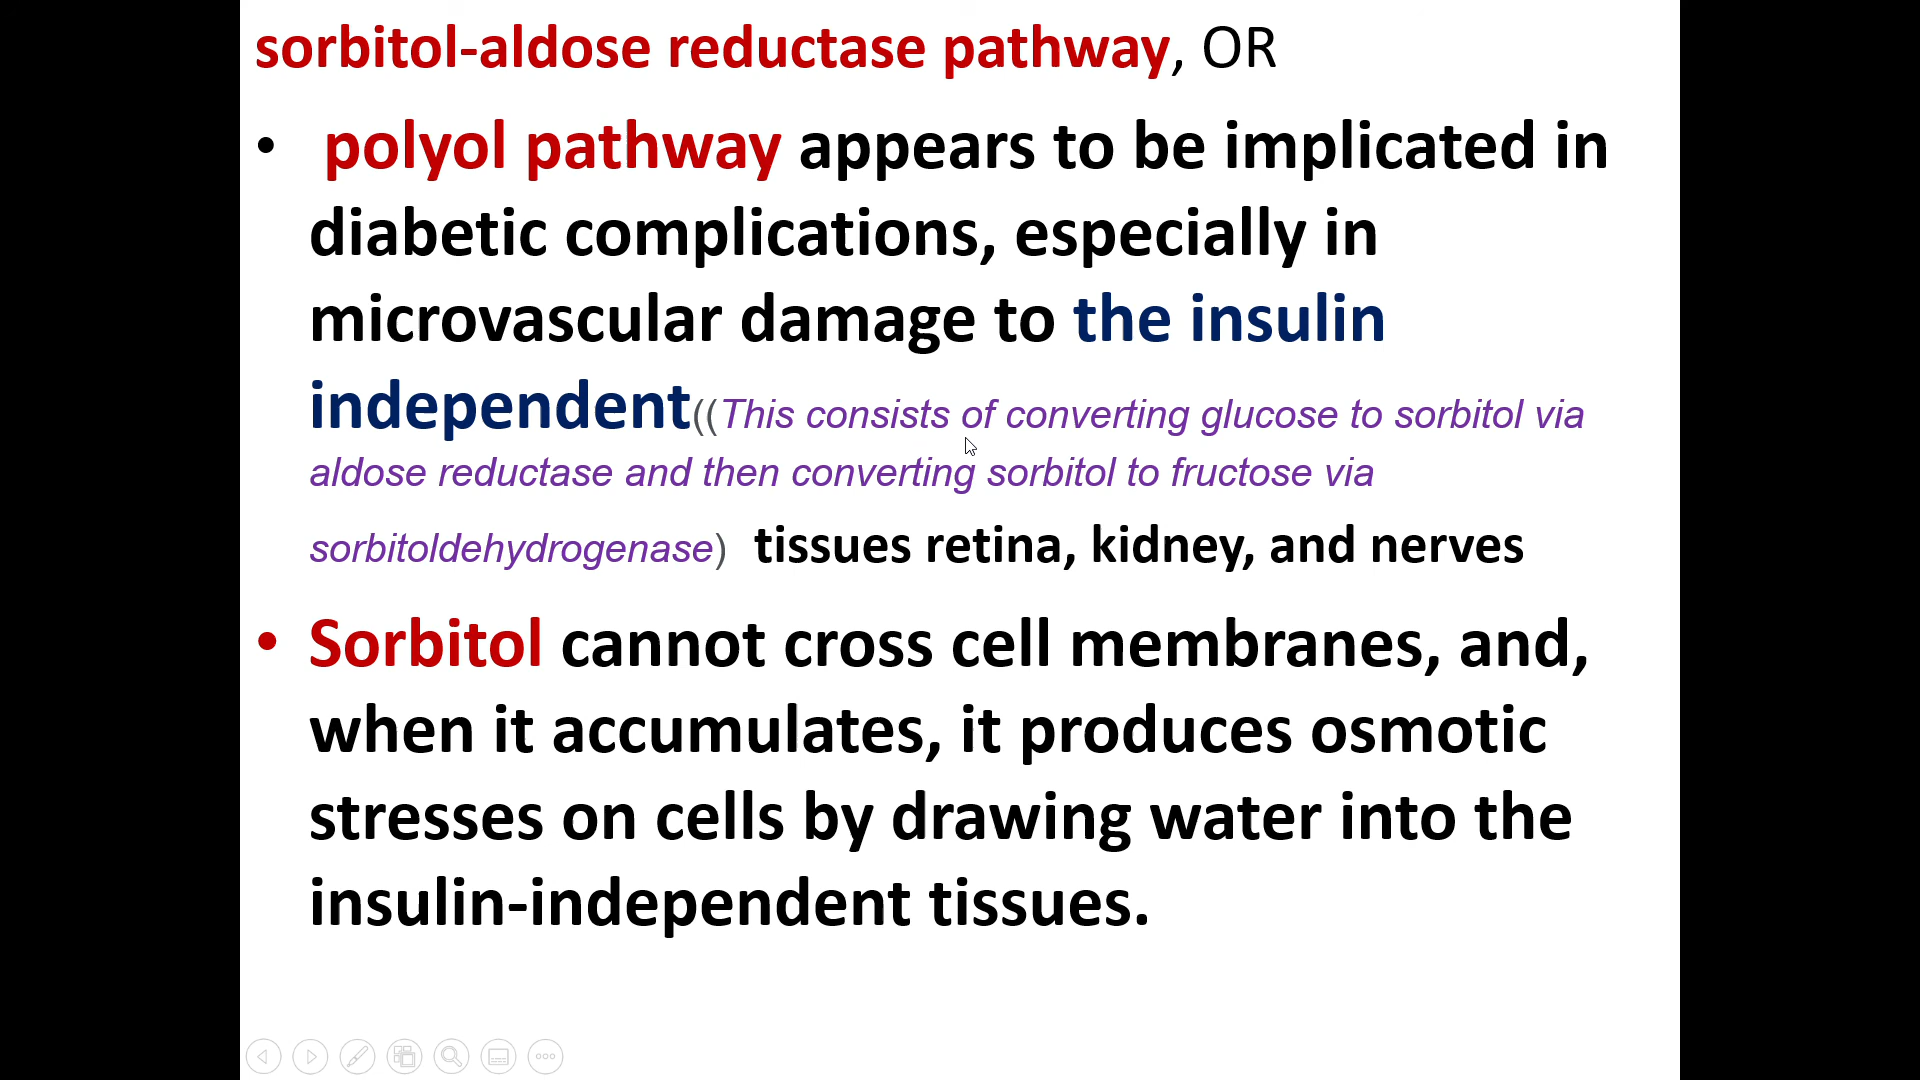 sorbitol-aldose reductase pathway, OR
• polyol pathway appears to be implicated in
diabetic complications, especially in
microvascular damage to the insulin
independent((This consists of converting glucose to sorbitol via
aldose reductase and then converting sorbitol to fructose via
sorbitoldehydrogenase) tissues retina, kidney, and nerves
• Sorbitol cannot cross cell membranes, and,
when it accumulates, it produces osmotic
stresses on cells by drawing water into the
insulin-independent tissues.